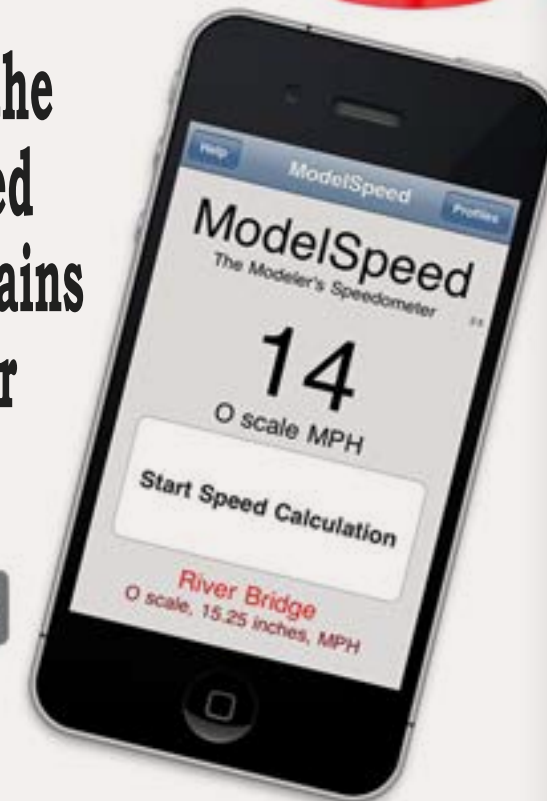 he
ed
ains
r
Help
ModelSpeed
Profiles
ModelSpeed
The Modeler's Speedometer
14
O scale MPH
Start Speed Calculation
River Bridge
O scale, 15.25 inches, MPH